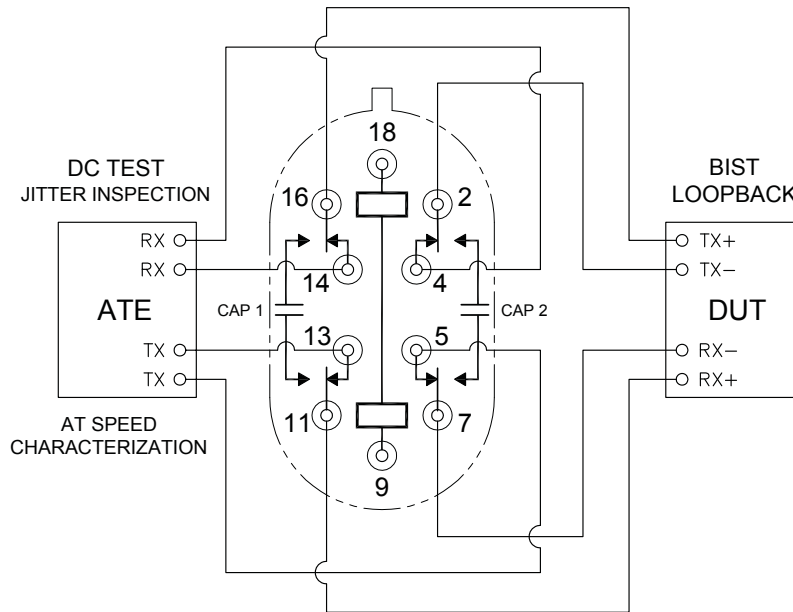 18
DC TEST
JITTER INSPECTION
BIST
LOOPBACK
16
2
RX
RX
TX+
TX-
14
4
ATE
CAP 1
CAP 2
DUT
13
5
TX
TX
RX-
RX+
11
7
AT SPEED
CHARACTERIZATION
9